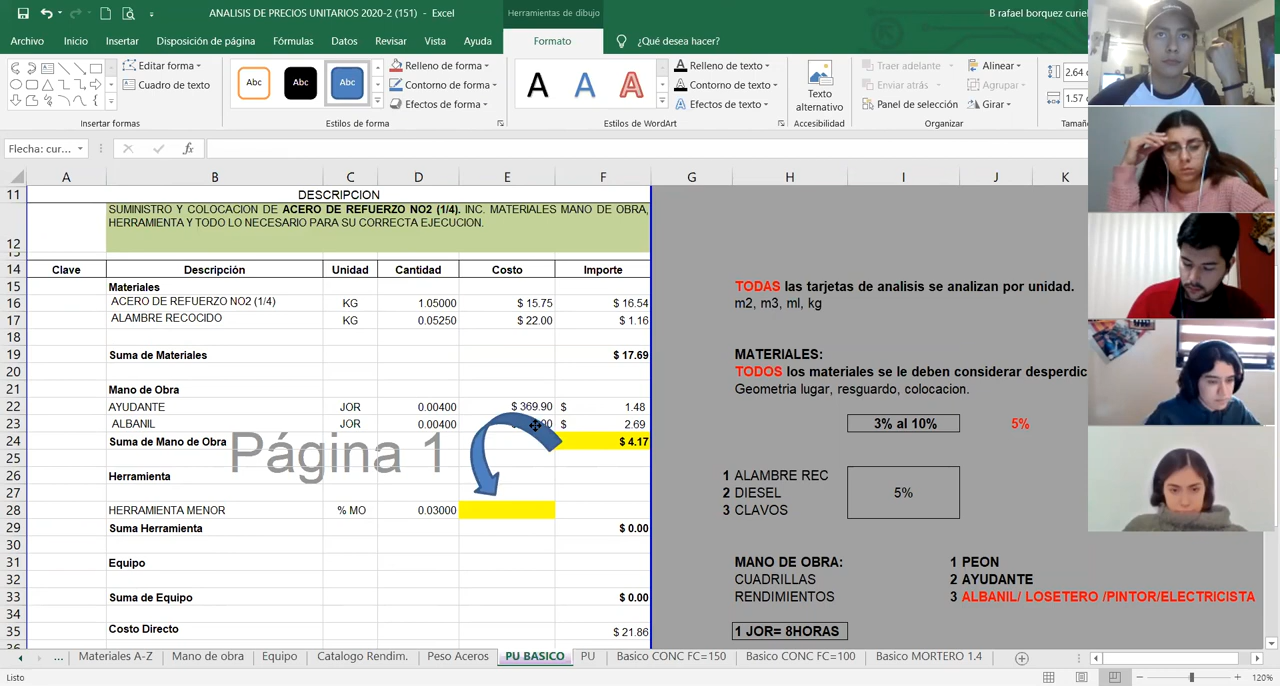 ANALISIS DE PRECIOS UNITARIOS 2020-2 (151) - Excel
Herramientas de dibujo
B rafael borquez curiel
Archivo Inicio Insertar Disposición de página Fórmulas Datos Revisar Vista Ayuda Formato ¿Qué desea hacer?
Editar forma
Cuadro de texto
Insertar formas
Abc Abc Abc
Relleno de forma
Contorno de forma
Efectos de forma
Estilos de forma
A A A
Relleno de texto
Contorno de texto
Efectos de texto
Estilos de WordArt
Texto
alternativo
Accesibilidad
Traer adelante
Enviar atrás
Panel de selección
Alinear
Agrupar
Girar
Organizar
2.64 c
1.57 c
Tamañ
Flecha: cur... fx
A B C D E F G H I J K
11 DESCRIPCION
12 SUMINISTRO Y COLOCACION DE ACERO DE REFUERZO NO2 (1/4). INC. MATERIALES MANO DE OBRA,
HERRAMIENTA Y TODO LO NECESARIO PARA SU CORRECTA EJECUCION.
13
14 Clave Descripción Unidad Cantidad Costo Importe
15 Materiales TODAS las tarjetas de analisis se analizan por unidad.
16 ACERO DE REFUERZO NO2 (1/4) KG 1.05000 $ 15.75 $ 16.54 m2, m3, ml, kg
17 ALAMBRE RECOCIDO KG 0.05250 $ 22.00 $ 1.16
18
19 Suma de Materiales $ 17.69 MATERIALES:
20 TODOS los materiales se le deben considerar desperdic
21 Mano de Obra Geometria lugar, resguardo, colocacion.
22 AYUDANTE JOR 0.00400 $ 369.90 $ 1.48
23 ALBANIL JOR 0.00400 $ 2.69 3% al 10% 5%
24 Suma de Mano de Obra $ 4.17
Página 1
25
26 Herramienta 1 ALAMBRE REC
27 2 DIESEL 5%
28 HERRAMIENTA MENOR % MO 0.03000 3 CLAVOS
29 Suma Herramienta $ 0.00
30
31 Equipo MANO DE OBRA: 1 PEON
32 CUADRILLAS 2 AYUDANTE
33 Suma de Equipo $ 0.00 RENDIMIENTOS 3 ALBANIL/ LOSETERO /PINTOR/ELECTRICISTA
34
35 Costo Directo $ 21.86 1 JOR= 8HORAS
... Materiales A-Z Mano de obra Equipo Catalogo Rendim. Peso Aceros PU BASICO PU Basico CONC FC=150 Basico CONC FC=100 Basico MORTERO 1.4
Listo 120%